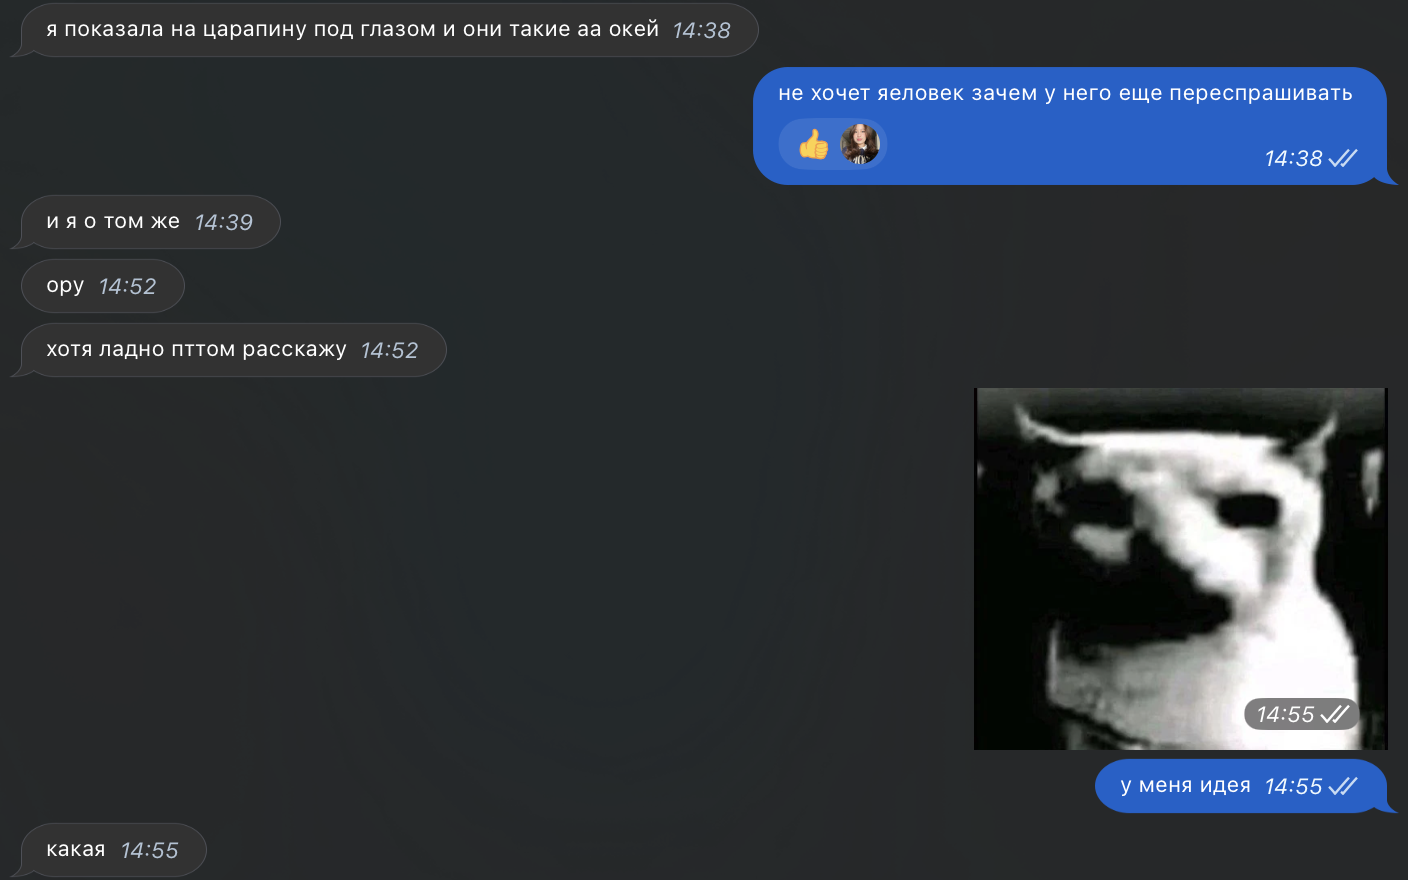 я показала на царапину под глазом и они такие аа окей 14:38
не хочет яеловек зачем у него еще переспрашивать
14:38
и я о том же 14:39
ору 14:52
хотя ладно пттом расскажу 14:52
14:55
у меня идея 14:55
какая 14:55